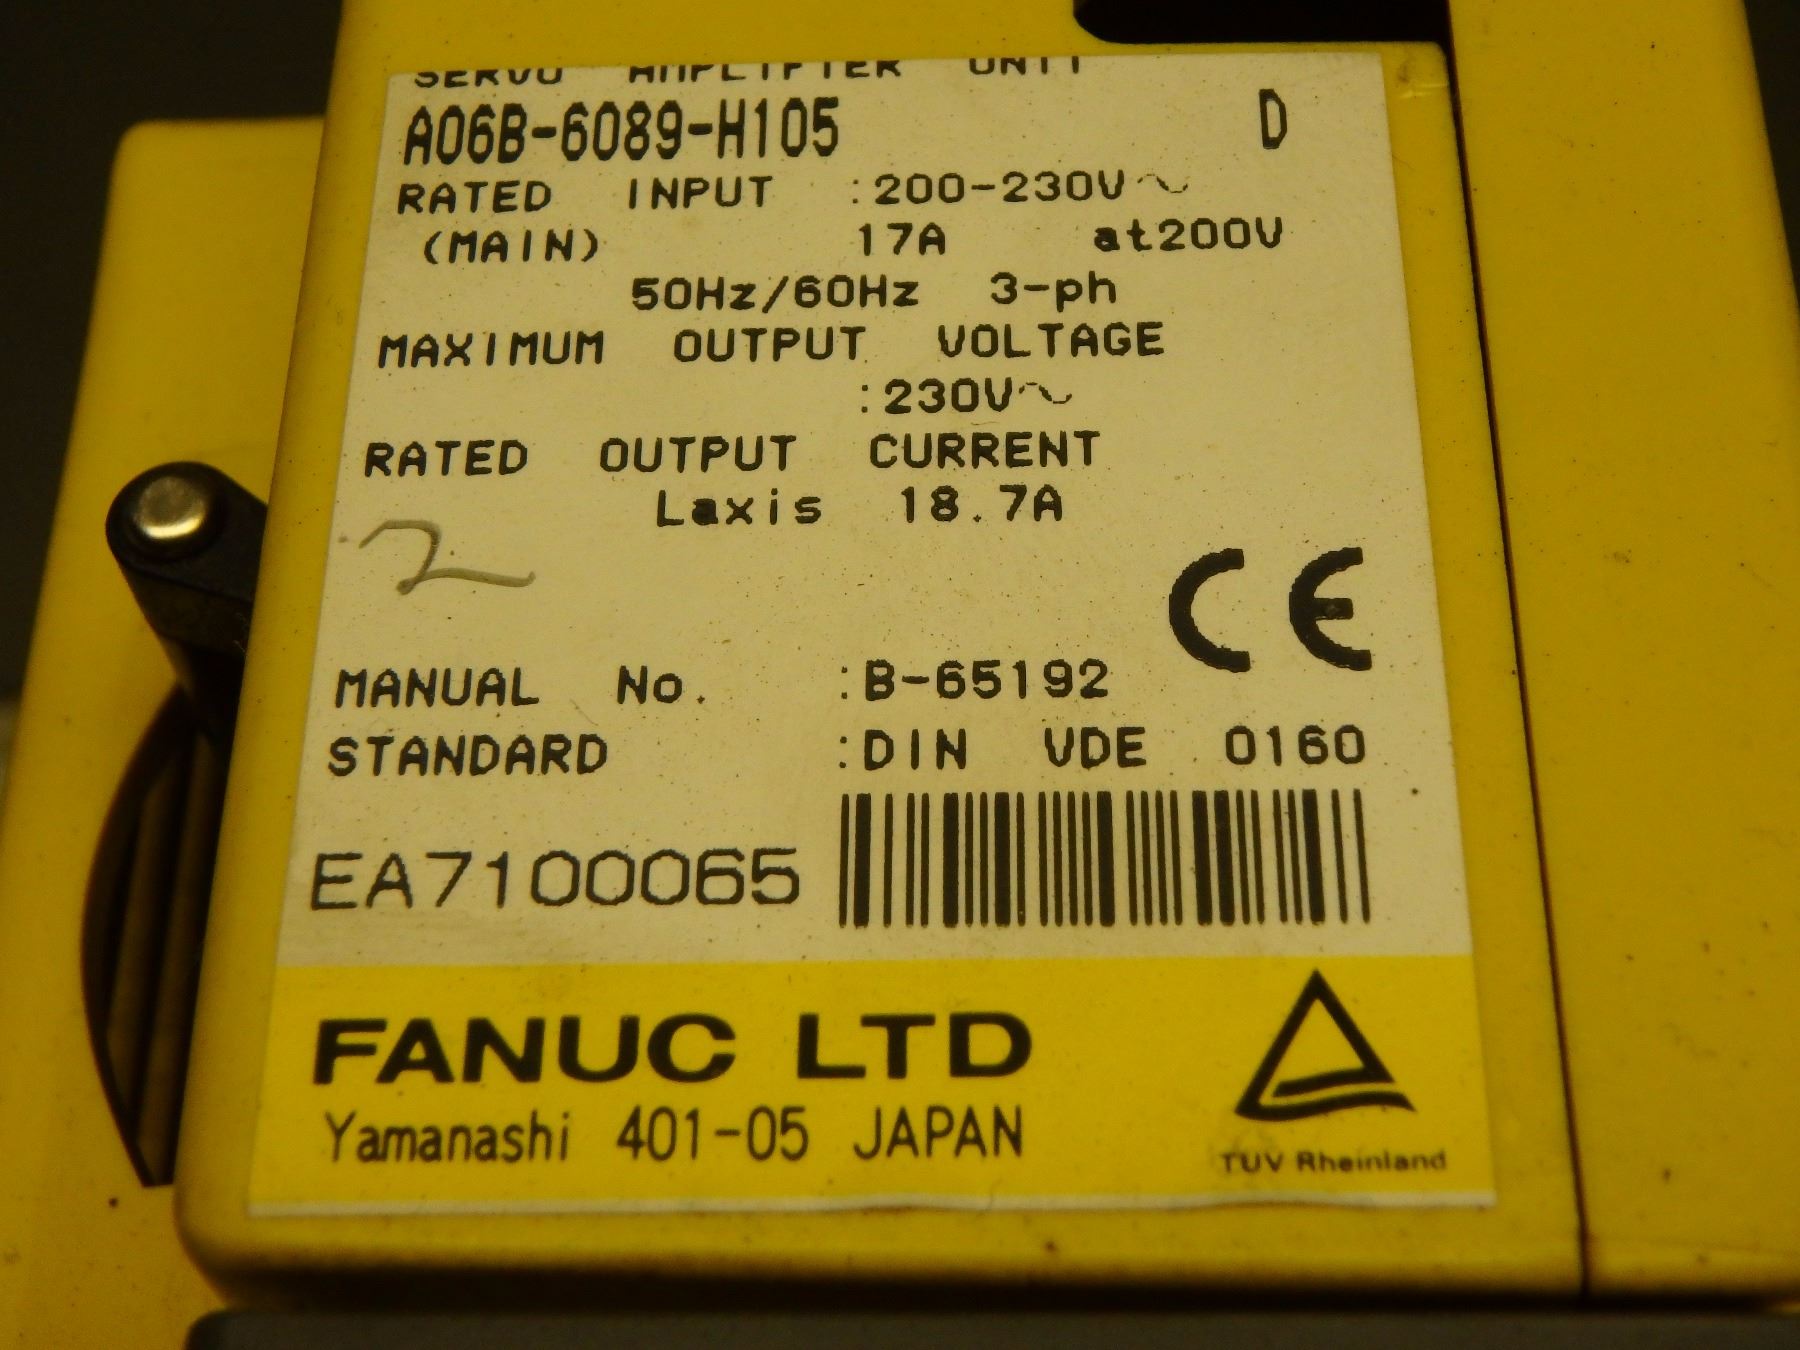 SERVO AMPLIFIER UNIT
A06B-6089-H105 D
RATED INPUT :200-230V~
(MAIN) 17A at200V
50Hz/60Hz 3-ph
MAXIMUM OUTPUT VOLTAGE
:230V~
RATED OUTPUT CURRENT
Laxis 18.7A
2
CE
MANUAL No. :B-65192
STANDARD :DIN VDE 0160
EA7100065
FANUC LTD
Yamanashi 401-05 JAPAN
TUV Rheinland